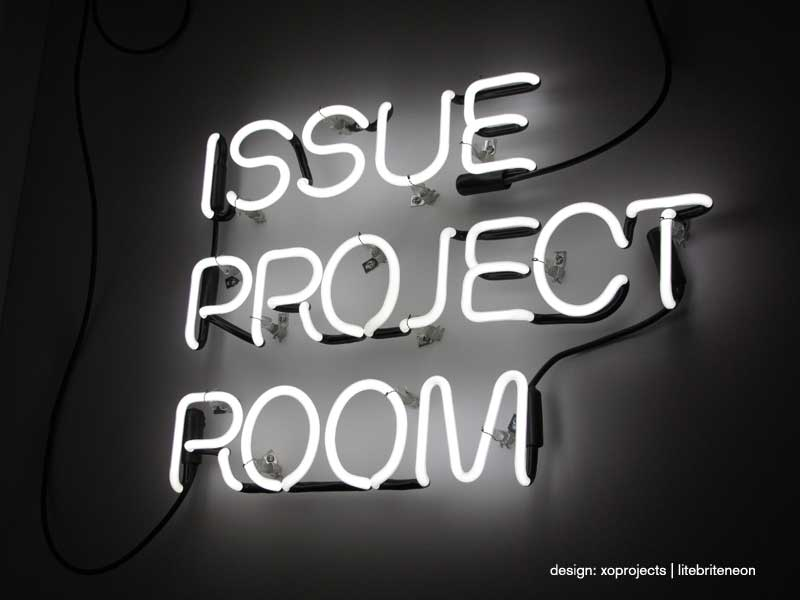 ISSUE
PROJECT
ROOM
design: xoprojects | litebriteneon